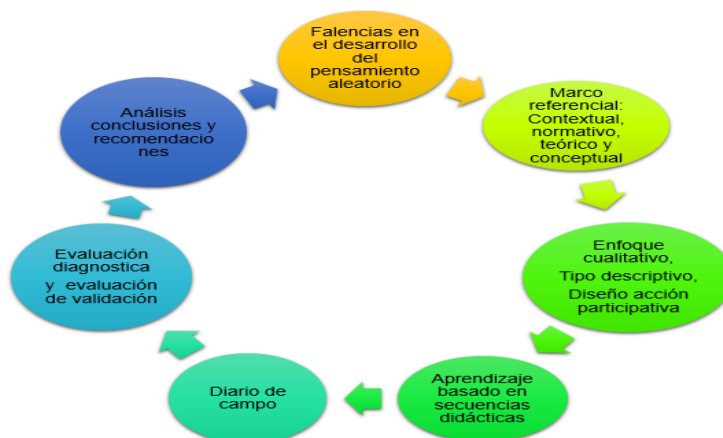 Falencias en
el desarrollo
del
pensamiento
aleatorio
Marco
referencial:
Contextual,
normativo,
teórico y
conceptual
Enfoque
cualitativo,
Tipo descriptivo,
Diseño acción
participativa
Aprendizaje
basado en
secuencias
didácticas
Diario de
campo
Evaluación
diagnostica
y evaluación
de validación
Análisis
conclusiones y
recomendacio
nes